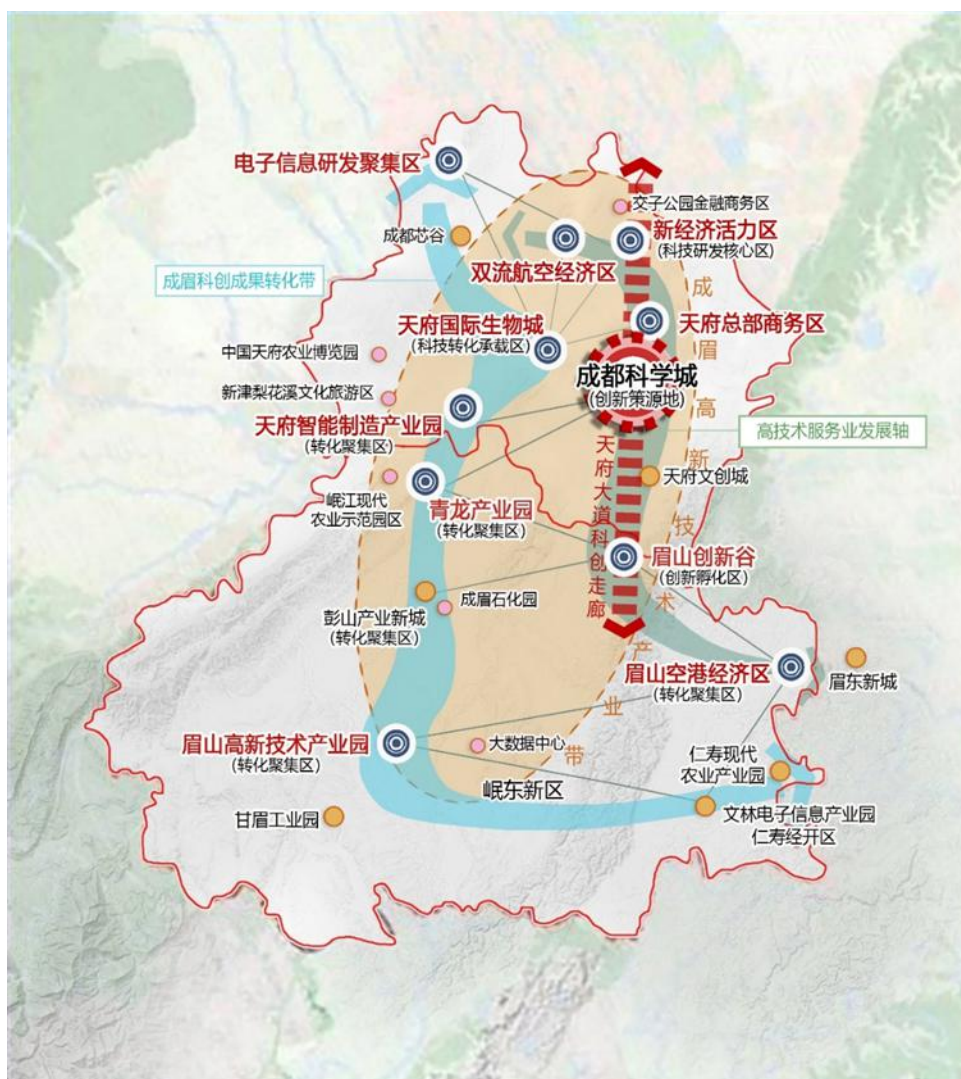 电子信息研发聚集区
交子公园金融商务区
成都芯谷
新经济活力区
(科技研发核心区)
双流航空经济区
成眉科创成果转化带
天府国际生物城
(科技转化承载区)
天府总部商务区
中国天府农业博览园
成都科学城
(创新策源地)
新津梨花溪文化旅游区
天府智能制造产业园
(转化聚集区)
高技术服务业发展轴
天府文创城
岷江现代
农业示范园区
青龙产业园
(转化聚集区)
天府大道科创走廊
眉山创新谷
(创新孵化区)
成眉石化园
彭山产业新城
(转化聚集区)
眉山空港经济区
(转化聚集区)
眉东新城
成眉高新技术产业带
眉山高新技术产业园
(转化聚集区)
大数据中心
仁寿现代
农业产业园
岷东新区
甘眉工业园
文林电子信息产业园
仁寿经开区